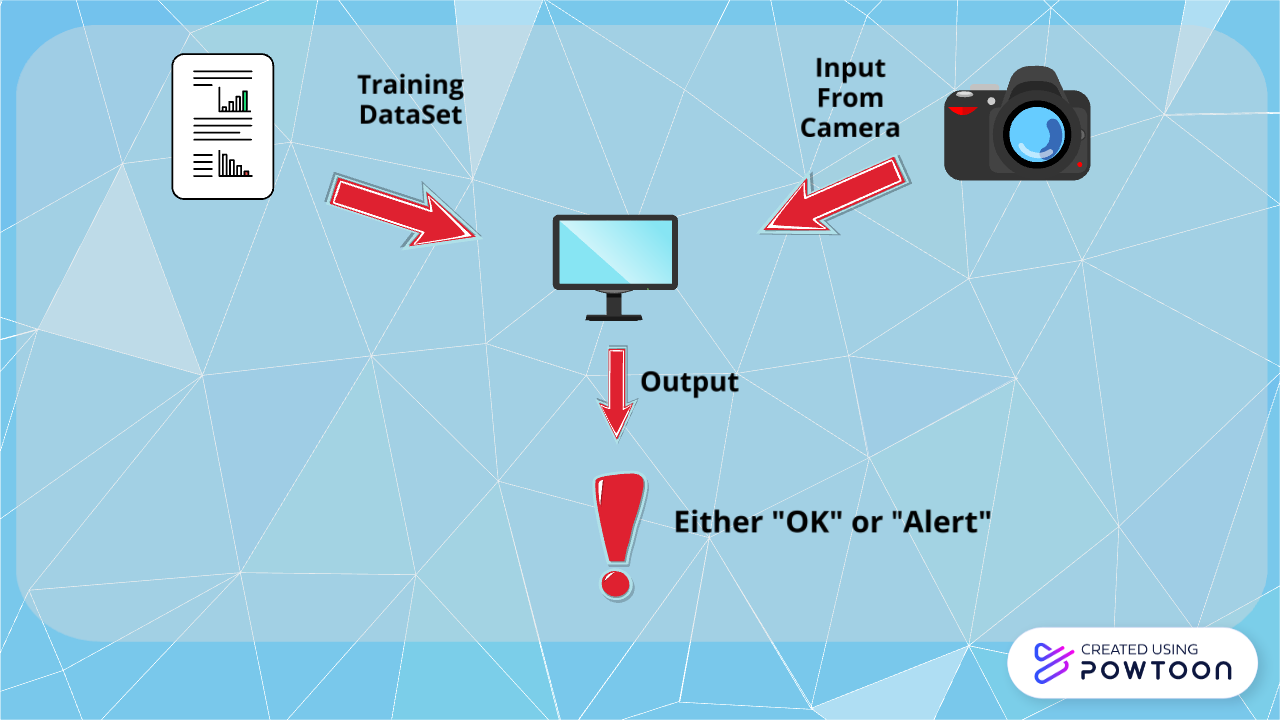 Training
DataSet
Input
From
Camera
Output
Either "OK" or "Alert"
CREATED USING
POWTOON